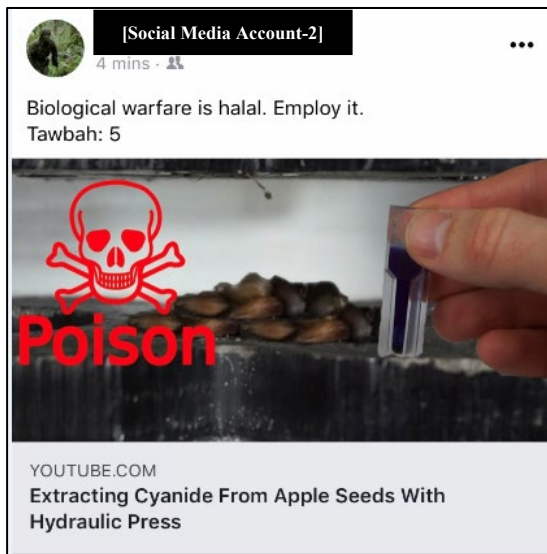 [Social Media Account-2]
4 mins ·
Biological warfare is halal. Employ it.
Tawbah: 5
Poison
YOUTUBE.COM
Extracting Cyanide From Apple Seeds With
Hydraulic Press